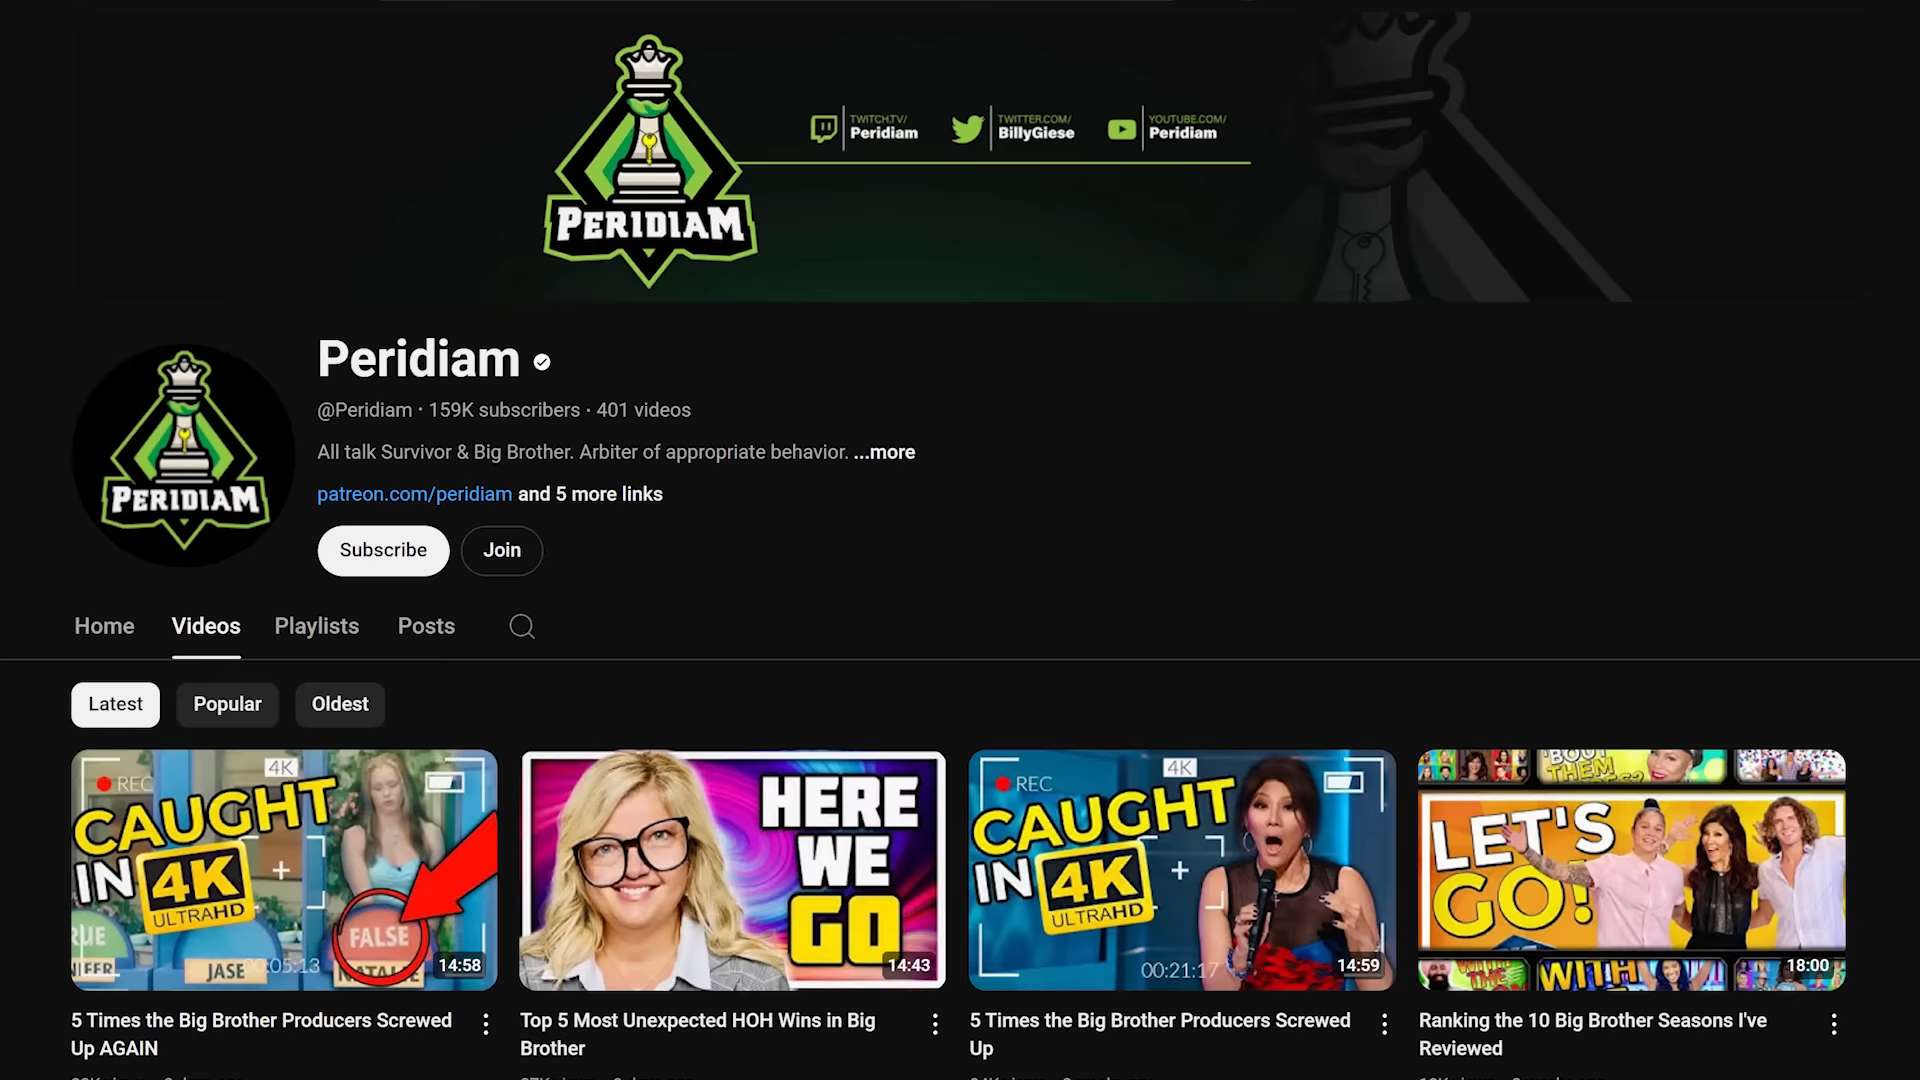 TWITCH.TV/
Peridiam
TWITTER.COM/
BillyGiese
YOUTUBE.COM/
Peridiam
PERIDIAM
PERIDIAM
Peridiam
@Peridiam · 159K subscribers · 401 videos
All talk Survivor & Big Brother. Arbiter of appropriate behavior. ...more
patreon.com/peridiam and 5 more links
Subscribe
Join
Home
Videos
Playlists
Posts
Latest
Popular
Oldest
REC
4K
CAUGHT
IN 4K
ULTRAHD
FALSE
JASE
14:58
HERE
WE
GO
14:43
REC
4K
CAUGHT
IN 4K
ULTRAHD
00:21:17
14:59
'BOUT
THEM
LET'S
GO!
WITH
THE
WITH
18:00
5 Times the Big Brother Producers Screwed
Up AGAIN
Top 5 Most Unexpected HOH Wins in Big
Brother
5 Times the Big Brother Producers Screwed
Up
Ranking the 10 Big Brother Seasons I've
Reviewed